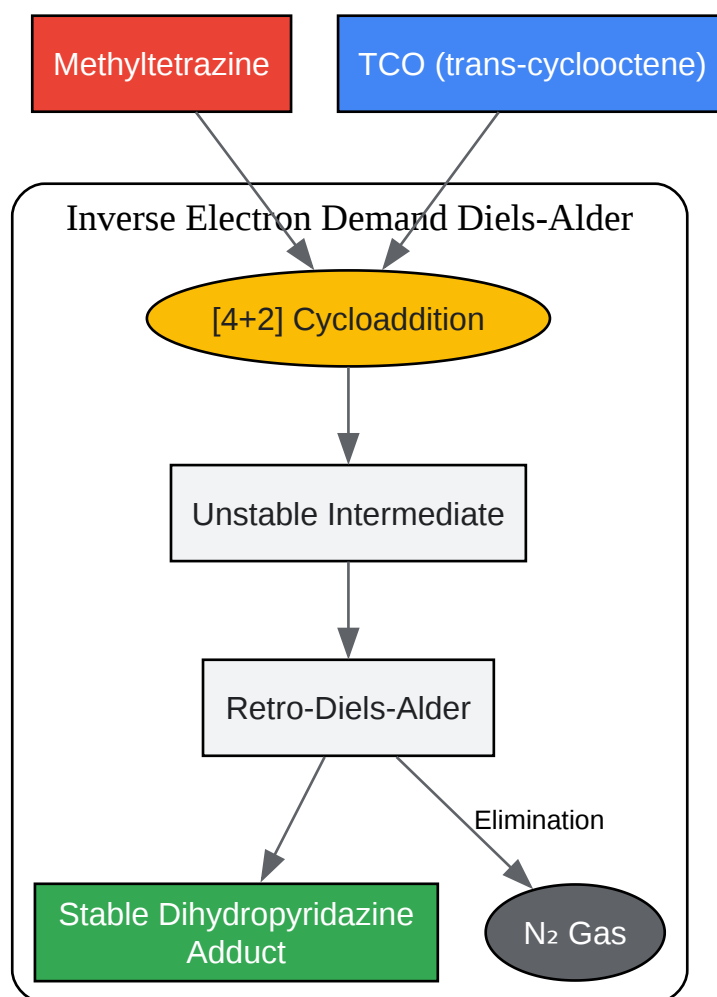 Methyltetrazine
TCO (trans-cyclooctene)
Inverse Electron Demand Diels-Alder
[4+2] Cycloaddition
Unstable Intermediate
Retro-Diels-Alder
Elimination
Stable Dihydropyridazine
Adduct
N₂ Gas